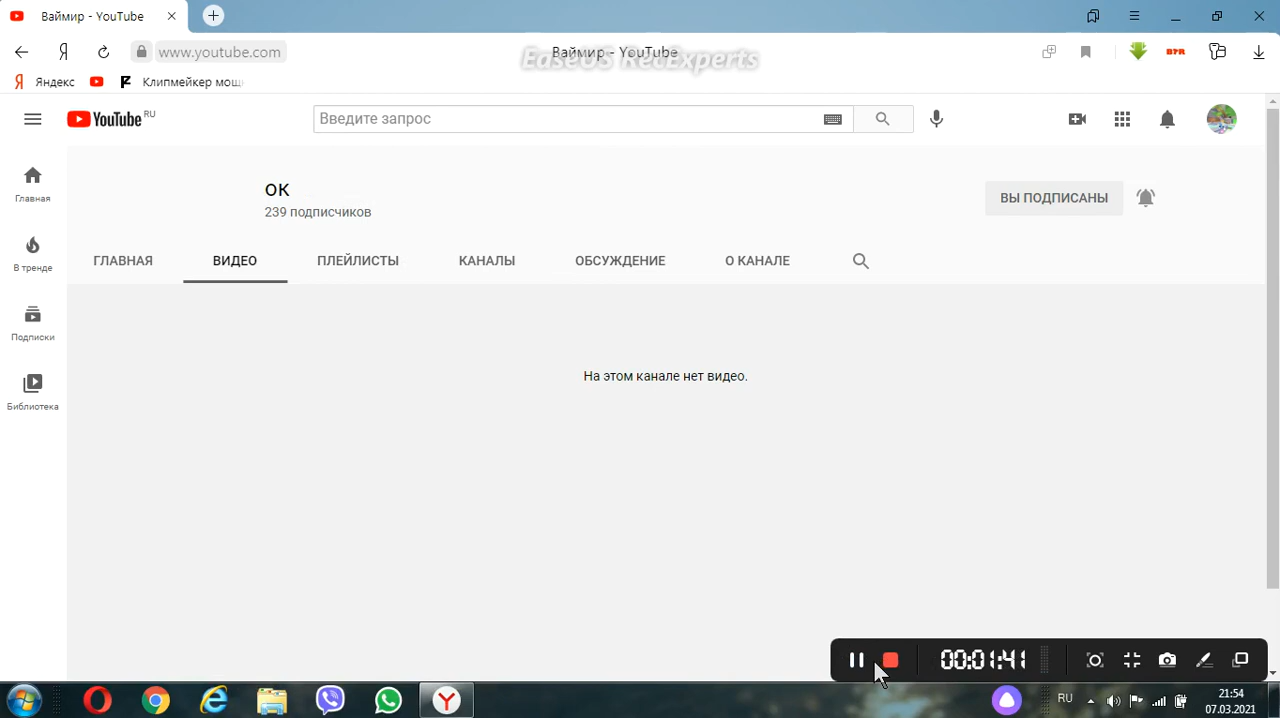 Ваймир - YouTube
www.youtube.com
Ваймир - YouTube
EaseUS RecExperts
Яндекс
Клипмейкер мощ
YouTube RU
Введите запрос
ОК
239 подписчиков
ВЫ ПОДПИСАНЫ
ГЛАВНАЯ ВИДЕО ПЛЕЙЛИСТЫ КАНАЛЫ ОБСУЖДЕНИЕ О КАНАЛЕ
Главная
В тренде
Подписки
Библиотека
На этом канале нет видео.
00:01:41
RU
21:54
07.03.2021